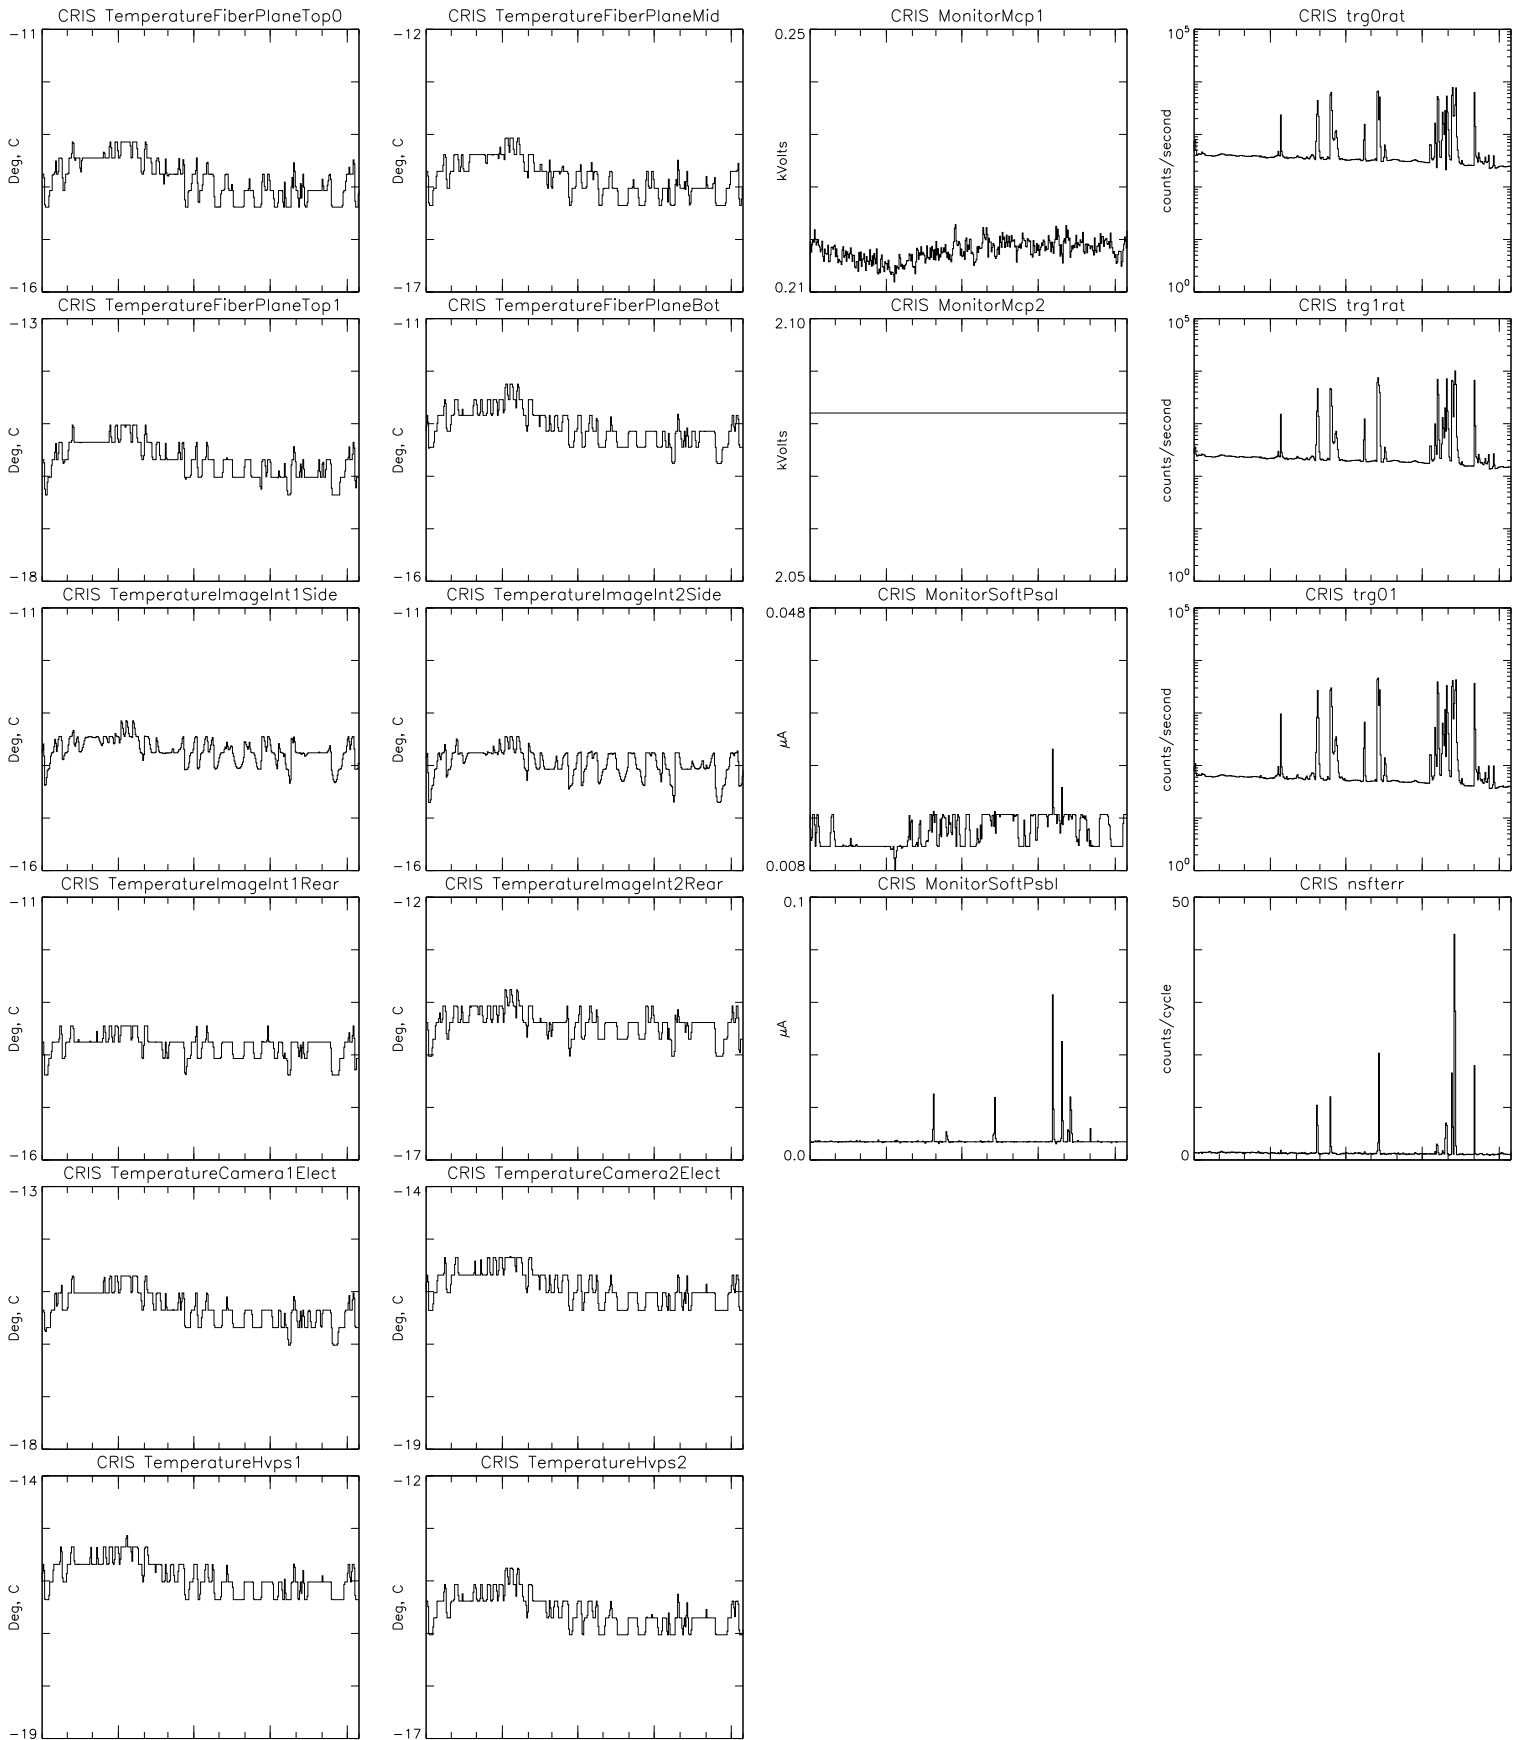 CRIS TemperatureFiberPlaneTop0
-11
Deg, C
-16
CRIS TemperatureFiberPlaneMid
-12
Deg, C
-17
CRIS MonitorMcp1
0.25
kVolts
0.21
CRIS trg0rat
10^5
counts/second
10^0
CRIS TemperatureFiberPlaneTop1
-13
Deg, C
-18
CRIS TemperatureFiberPlaneBot
-11
Deg, C
-16
CRIS MonitorMcp2
2.10
kVolts
2.05
CRIS trg1rat
10^5
counts/second
10^0
CRIS TemperatureImageInt1Side
-11
Deg, C
-16
CRIS TemperatureImageInt2Side
-11
Deg, C
-16
CRIS MonitorSoftPsaI
0.048
μA
0.008
CRIS trg01
10^5
counts/second
10^0
CRIS TemperatureImageInt1Rear
-11
Deg, C
-16
CRIS TemperatureImageInt2Rear
-12
Deg, C
-17
CRIS MonitorSoftPsbI
0.1
μA
0.0
CRIS nsfterr
50
counts/cycle
0
CRIS TemperatureCamera1Elect
-13
Deg, C
-18
CRIS TemperatureCamera2Elect
-14
Deg, C
-19
CRIS TemperatureHvps1
-14
Deg, C
-19
CRIS TemperatureHvps2
-12
Deg, C
-17